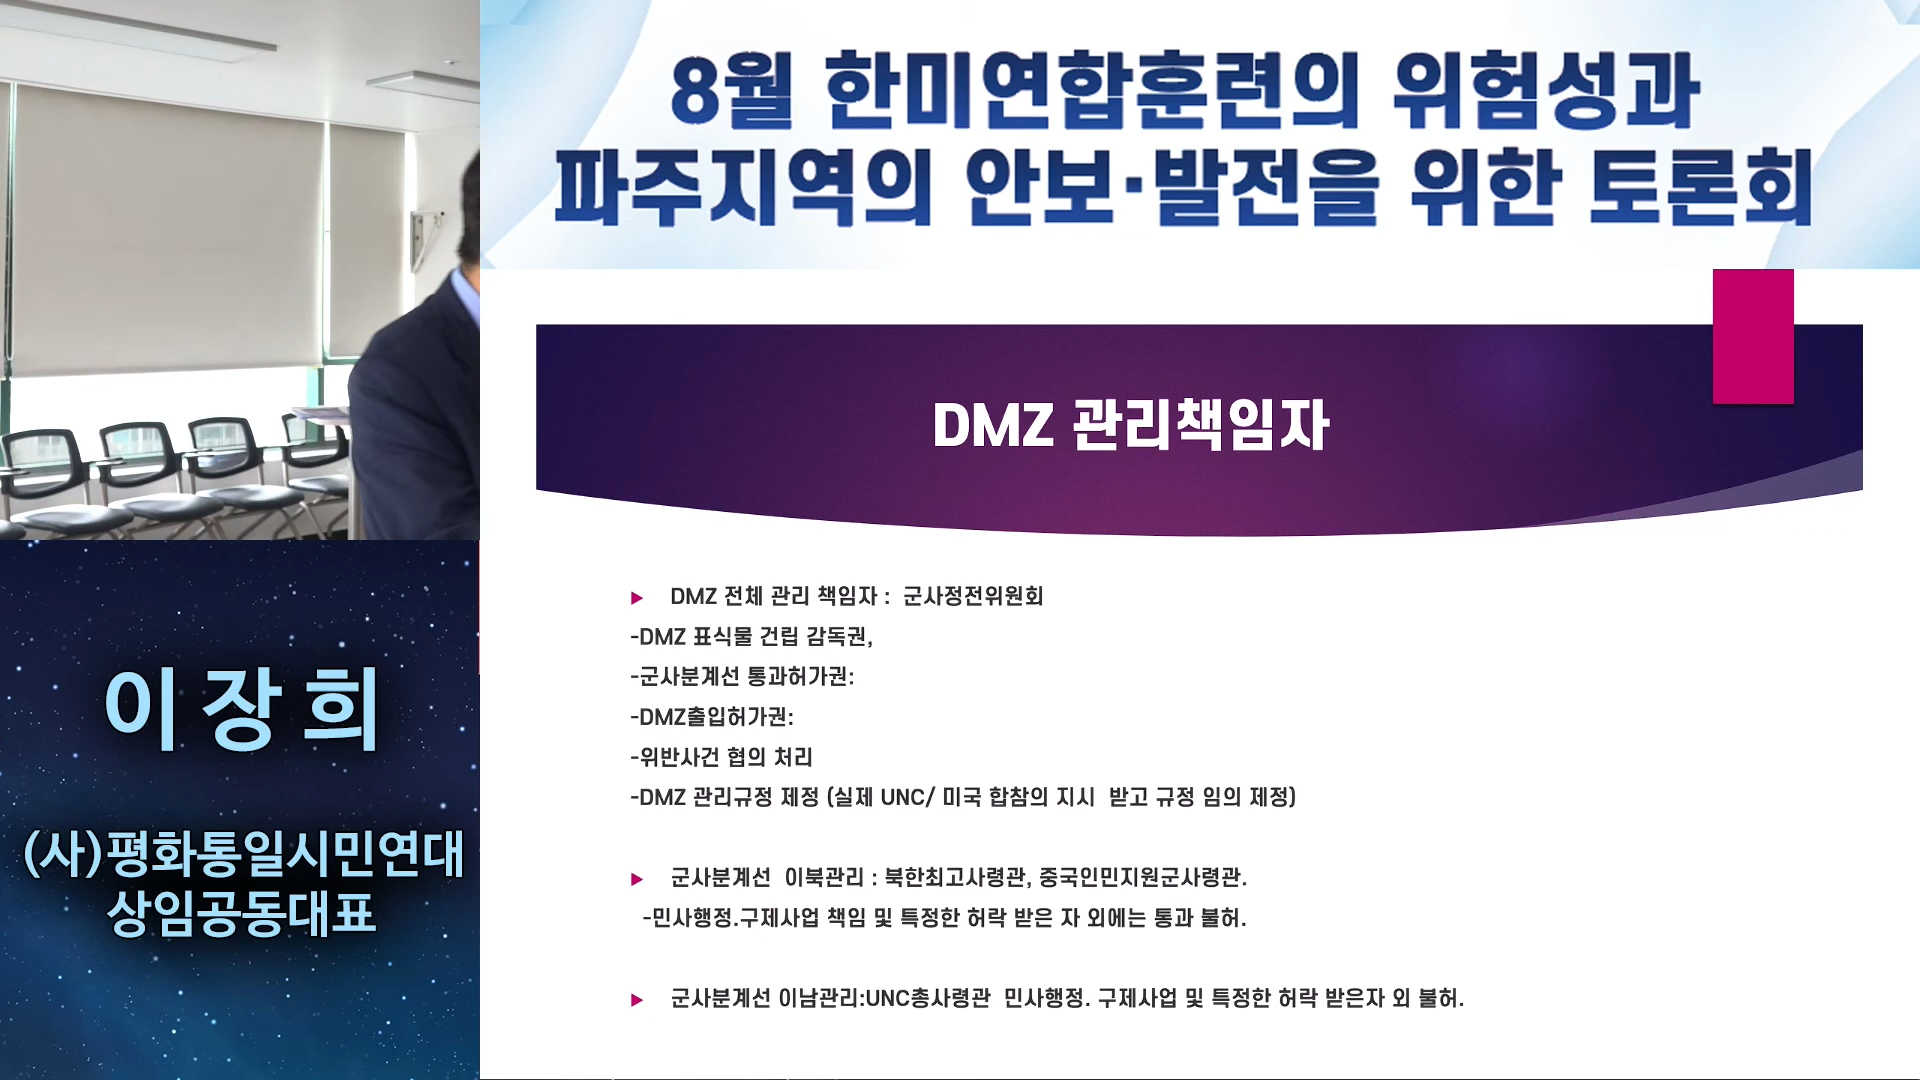 8월 한미연합훈련의 위험성과
파주지역의 안보·발전을 위한 토론회
DMZ 관리책임자
▶ DMZ 전체 관리 책임자 : 군사정전위원회
-DMZ 표식물 건립 감독권,
-군사분계선 통과허가권:
-DMZ출입허가권:
-위반사건 협의 처리
-DMZ 관리규정 제정 (실제 UNC/ 미국 합참의 지시 받고 규정 임의 제정)
▶ 군사분계선 이북관리 : 북한최고사령관, 중국인민지원군사령관.
-민사행정.구제사업 책임 및 특정한 허락 받은 자 외에는 통과 불허.
▶ 군사분계선 이남관리:UNC총사령관 민사행정. 구제사업 및 특정한 허락 받은자 외 불허.
이장희
(사)평화통일시민연대
상임공동대표